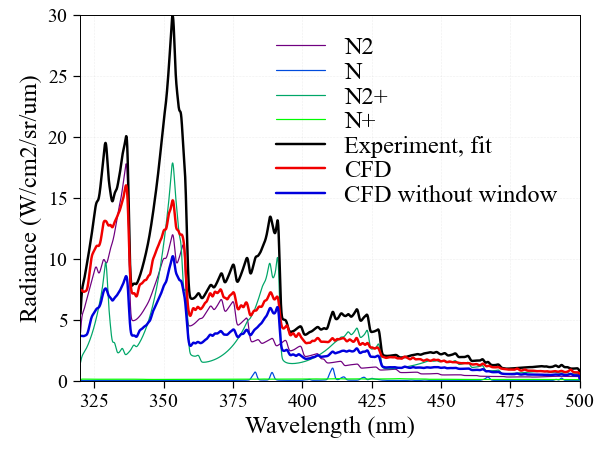 30
25
20
15
10
5
0
325
350
375
400
425
450
475
500
Radiance (W/cm2/sr/um)
Wavelength (nm)
N2
N
N2+
N+
Experiment, fit
CFD
CFD without window